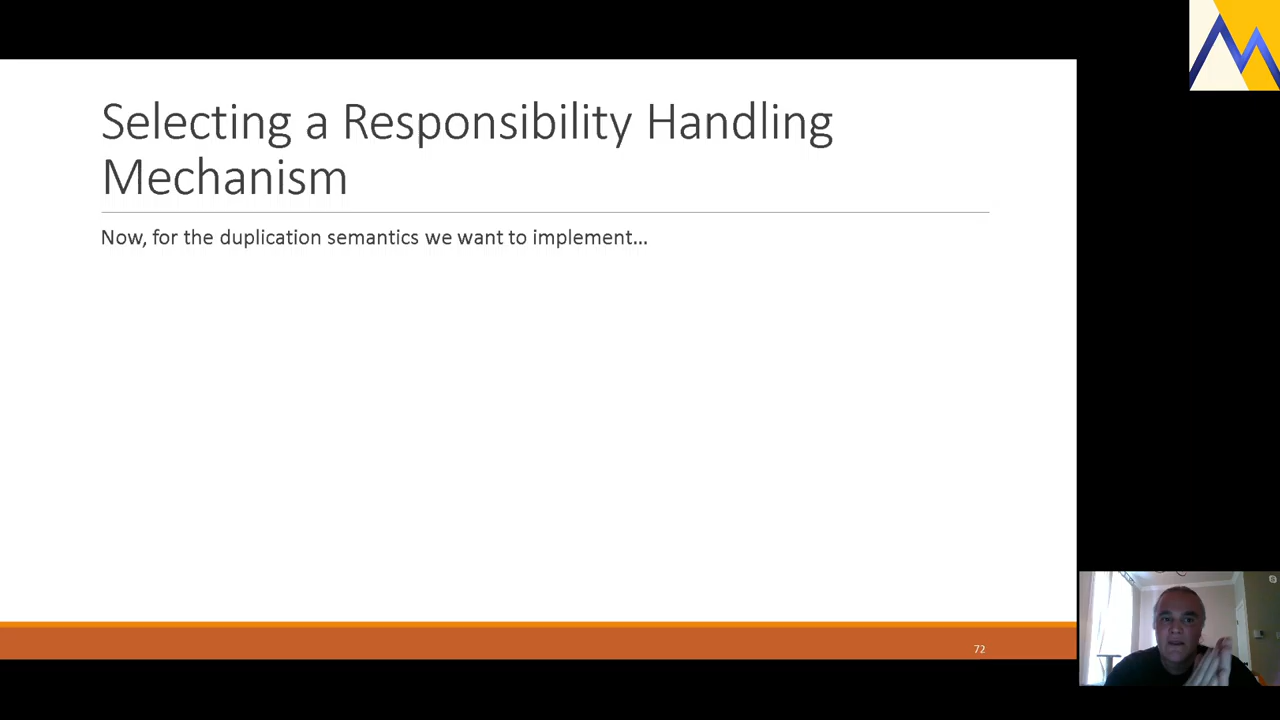 Selecting a Responsibility Handling
Mechanism
Now, for the duplication semantics we want to implement…
72